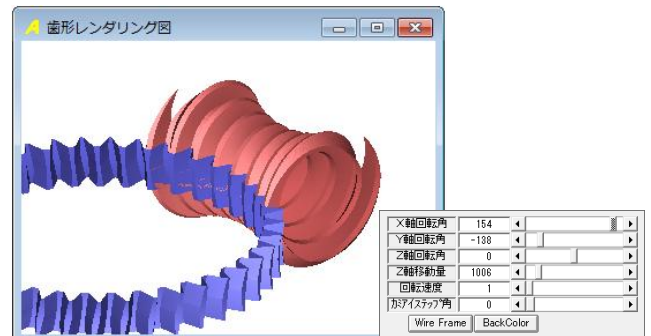 歯形レンダリング図
X軸回転角 154
Y軸回転角 -138
Z軸回転角 0
Z軸移動量 1006
回転速度 1
カミアイステップ角 0
Wire Frame BackColor